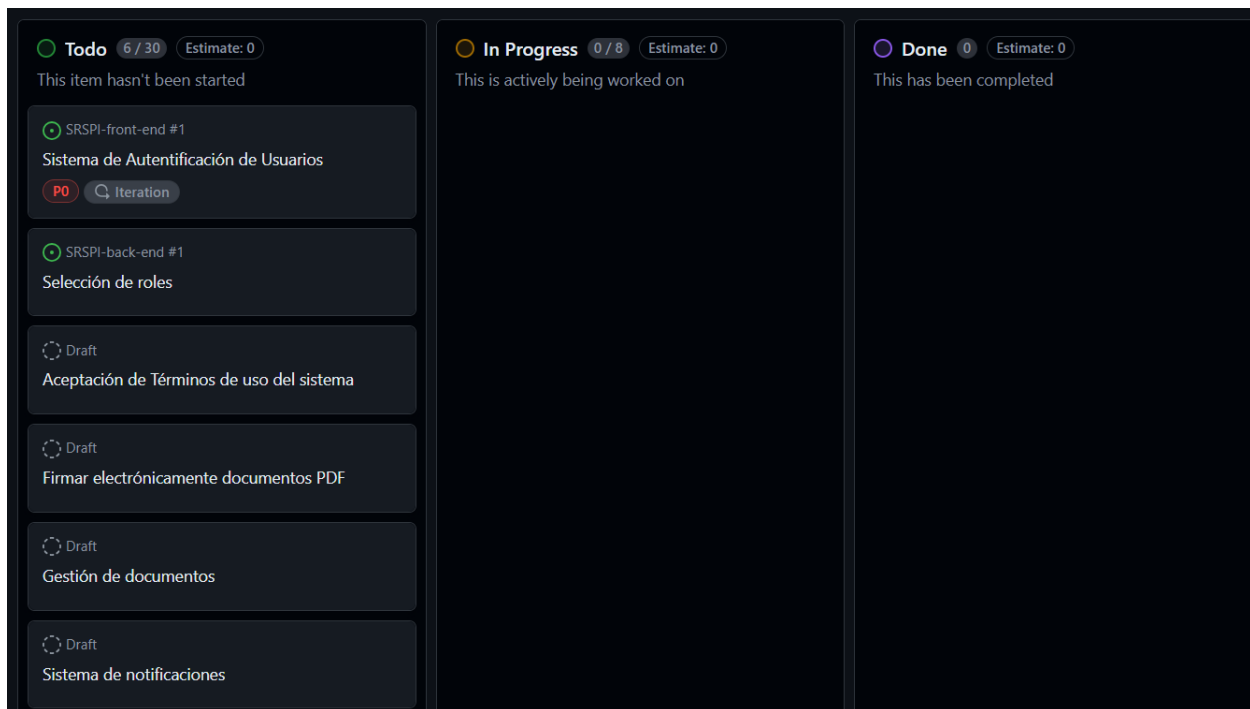 Todo 6 / 30 Estimate: 0
This item hasn't been started
SRSPI-front-end #1
Sistema de Autentificación de Usuarios
P0 Iteration
SRSPI-back-end #1
Selección de roles
Draft
Aceptación de Términos de uso del sistema
Draft
Firmar electrónicamente documentos PDF
Draft
Gestión de documentos
Draft
Sistema de notificaciones
In Progress 0 / 8 Estimate: 0
This is actively being worked on
Done 0 Estimate: 0
This has been completed